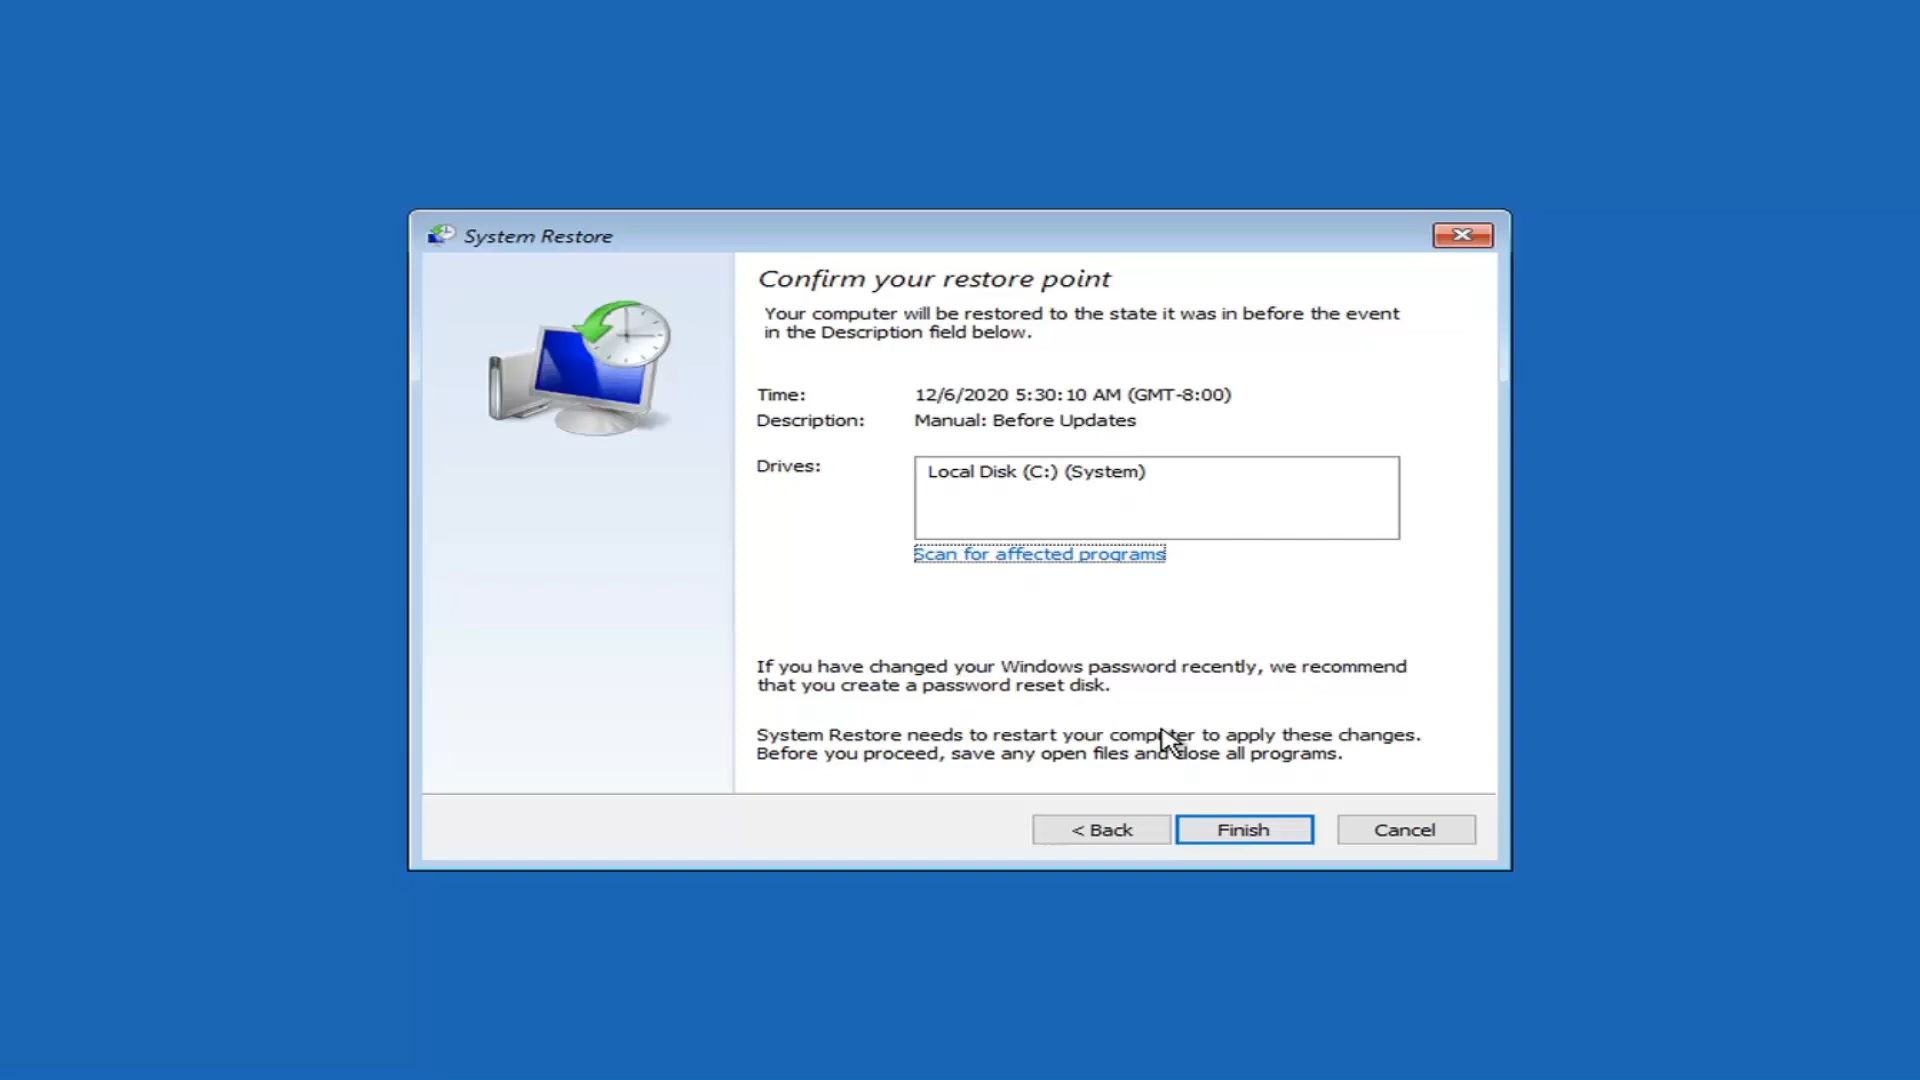 System Restore
Confirm your restore point
Your computer will be restored to the state it was in before the event
in the Description field below.
Time: 12/6/2020 5:30:10 AM (GMT-8:00)
Description: Manual: Before Updates
Drives: Local Disk (C:) (System)
Scan for affected programs
If you have changed your Windows password recently, we recommend
that you create a password reset disk.
System Restore needs to restart your computer to apply these changes.
Before you proceed, save any open files and close all programs.
< Back Finish Cancel